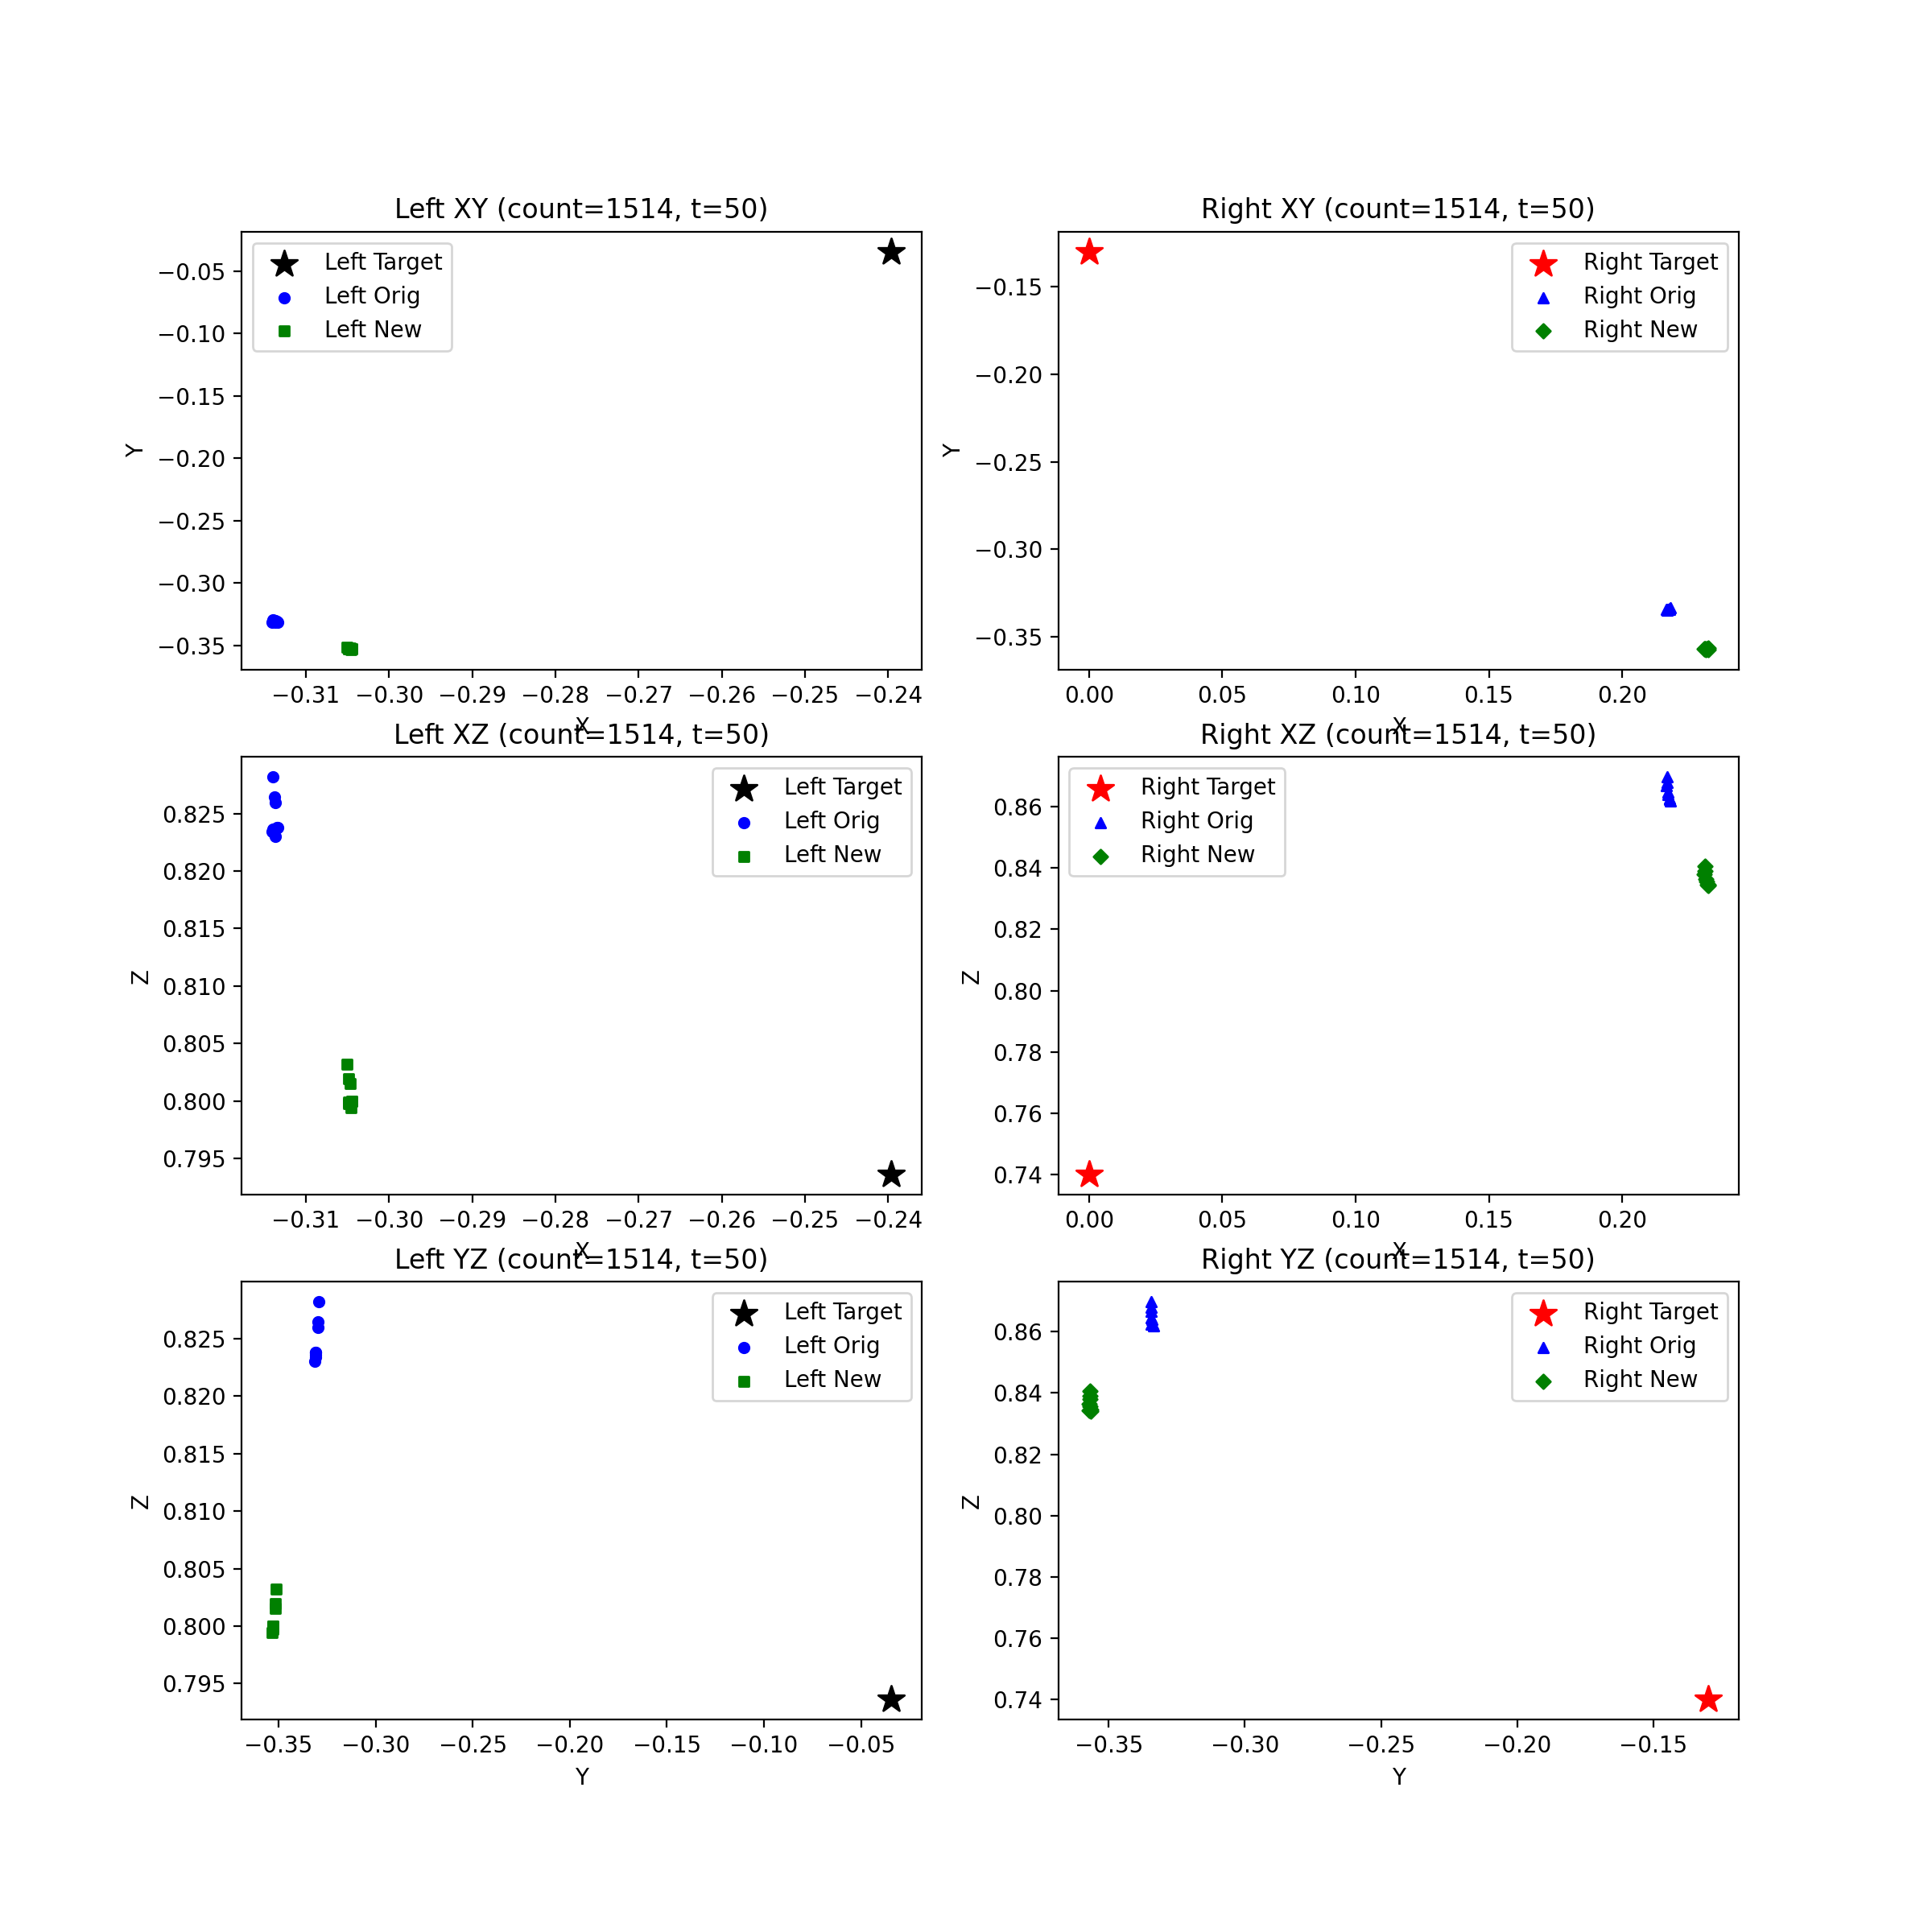 Left XY (count=1514, t=50)
Left Target
Left Orig
Left New
−0.05
−0.10
−0.15
−0.20
−0.25
−0.30
−0.35
Y
−0.31 −0.30 −0.29 −0.28 −0.27 −0.26 −0.25 −0.24
X
Right XY (count=1514, t=50)
Right Target
Right Orig
Right New
−0.15
−0.20
−0.25
−0.30
−0.35
Y
0.00 0.05 0.10 0.15 0.20
X
Left XZ (count=1514, t=50)
Left Target
Left Orig
Left New
0.825
0.820
0.815
0.810
0.805
0.800
0.795
Z
−0.31 −0.30 −0.29 −0.28 −0.27 −0.26 −0.25 −0.24
X
Right XZ (count=1514, t=50)
Right Target
Right Orig
Right New
0.86
0.84
0.82
0.80
0.78
0.76
0.74
Z
0.00 0.05 0.10 0.15 0.20
X
Left YZ (count=1514, t=50)
Left Target
Left Orig
Left New
0.825
0.820
0.815
0.810
0.805
0.800
0.795
Z
−0.35 −0.30 −0.25 −0.20 −0.15 −0.10 −0.05
Y
Right YZ (count=1514, t=50)
Right Target
Right Orig
Right New
0.86
0.84
0.82
0.80
0.78
0.76
0.74
Z
−0.35 −0.30 −0.25 −0.20 −0.15
Y